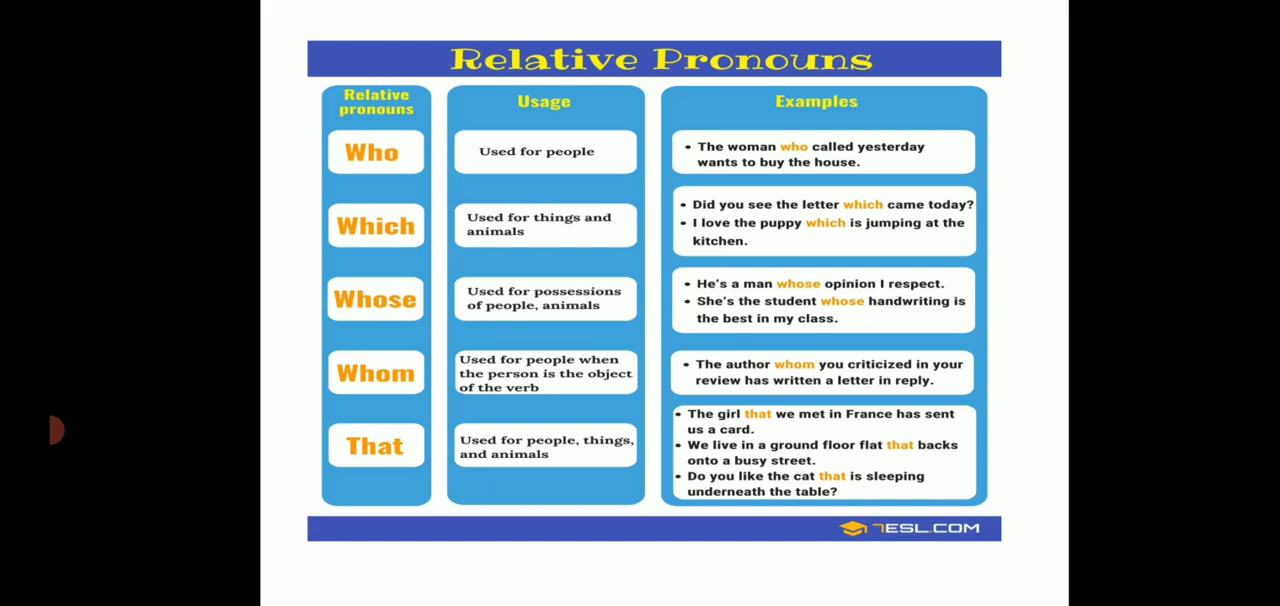 Relative Pronouns
Relative
pronouns
Usage
Examples
Who
Used for people
• The woman who called yesterday
wants to buy the house.
Which
Used for things and
animals
• Did you see the letter which came today?
• I love the puppy which is jumping at the
kitchen.
Whose
Used for possessions
of people, animals
• He's a man whose opinion I respect.
• She's the student whose handwriting is
the best in my class.
Whom
Used for people when
the person is the object
of the verb
• The author whom you criticized in your
review has written a letter in reply.
That
Used for people, things,
and animals
• The girl that we met in France has sent
us a card.
• We live in a ground floor flat that backs
onto a busy street.
• Do you like the cat that is sleeping
underneath the table?
7ESL.COM